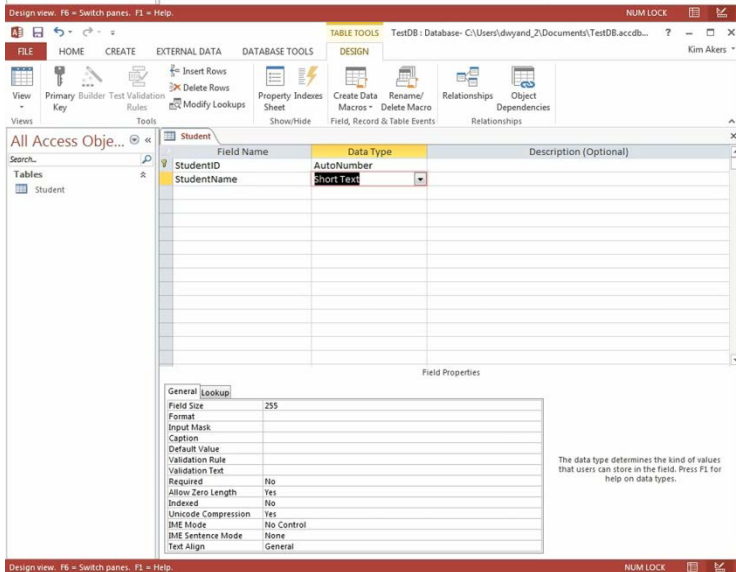 Design view. F6 = Switch panes. F1 = Help. NUM LOCK
TABLE TOOLS TestDB : Database- C:\Users\dwyand_2\Documents\TestDB.accdb... ?
FILE HOME CREATE EXTERNAL DATA DATABASE TOOLS DESIGN Kim Akers
View
Primary Key
Builder
Test Validation Rules
Insert Rows
Delete Rows
Modify Lookups
Property Sheet
Indexes
Create Data Macros
Rename/ Delete Macro
Relationships
Object Dependencies
Views Tools Show/Hide Field, Record & Table Events Relationships
All Access Obje... «
Search...
Tables
Student
Student
Field Name Data Type Description (Optional)
StudentID AutoNumber
StudentName Short Text
Field Properties
General Lookup
Field Size 255
Format
Input Mask
Caption
Default Value
Validation Rule
Validation Text
Required No
Allow Zero Length Yes
Indexed No
Unicode Compression Yes
IME Mode No Control
IME Sentence Mode None
Text Align General
The data type determines the kind of values
that users can store in the field. Press F1 for
help on data types.
Design view. F6 = Switch panes. F1 = Help. NUM LOCK